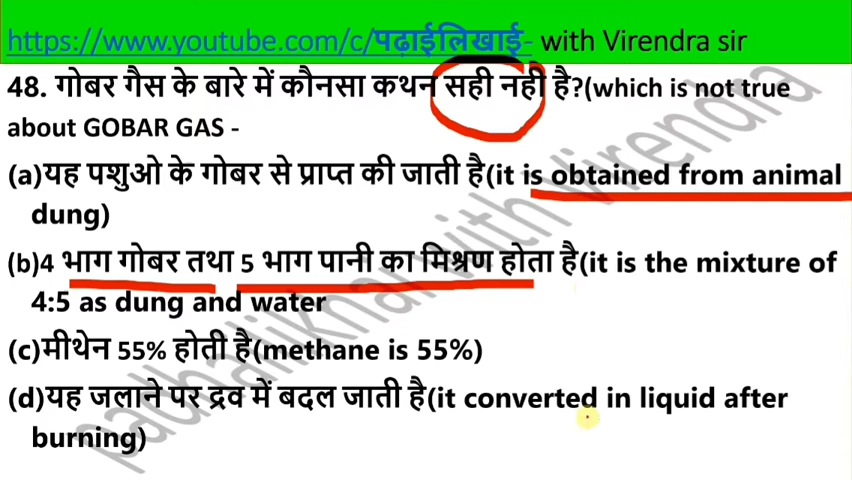 https://www.youtube.com/c/पढ़ाईलिखाई- with Virendra sir
48. गोबर गैस के बारे में कौनसा कथन सही नही है?(which is not true
about GOBAR GAS -
(a)यह पशुओ के गोबर से प्राप्त की जाती है(it is obtained from animal
dung)
(b)4 भाग गोबर तथा 5 भाग पानी का मिश्रण होता है(it is the mixture of
4:5 as dung and water
(c)मीथेन 55% होती है(methane is 55%)
(d)यह जलाने पर द्रव में बदल जाती है(it converted in liquid after
burning)
padhailikhai with Virendra